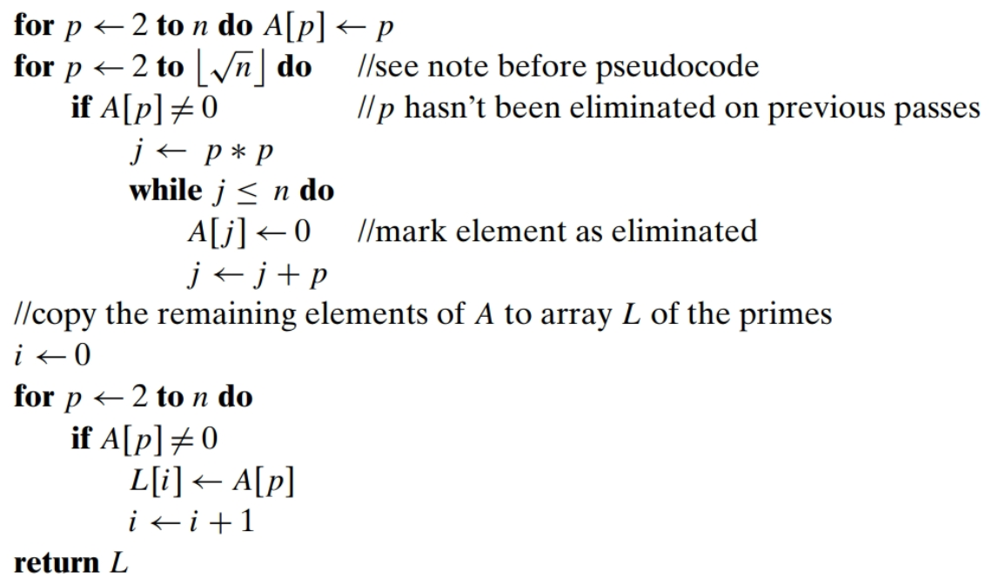 for p ← 2 to n do A[p] ← p
for p ← 2 to ⌊√n⌋ do //see note before pseudocode
if A[p] ≠ 0 //p hasn’t been eliminated on previous passes
j ← p ∗ p
while j ≤ n do
A[j] ← 0 //mark element as eliminated
j ← j + p
//copy the remaining elements of A to array L of the primes
i ← 0
for p ← 2 to n do
if A[p] ≠ 0
L[i] ← A[p]
i ← i + 1
return L